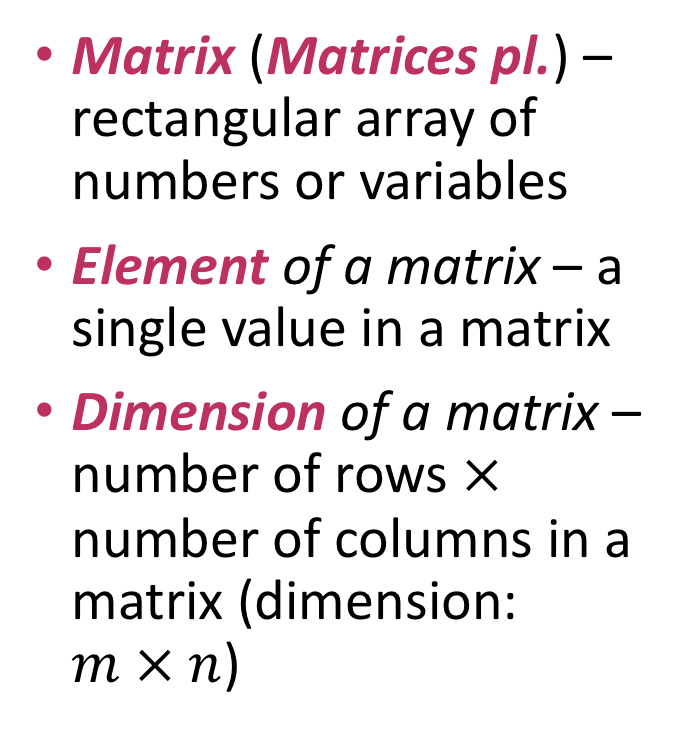 • Matrix (Matrices pl.) –
rectangular array of
numbers or variables
• Element of a matrix – a
single value in a matrix
• Dimension of a matrix –
number of rows ×
number of columns in a
matrix (dimension:
𝑚 × 𝑛)